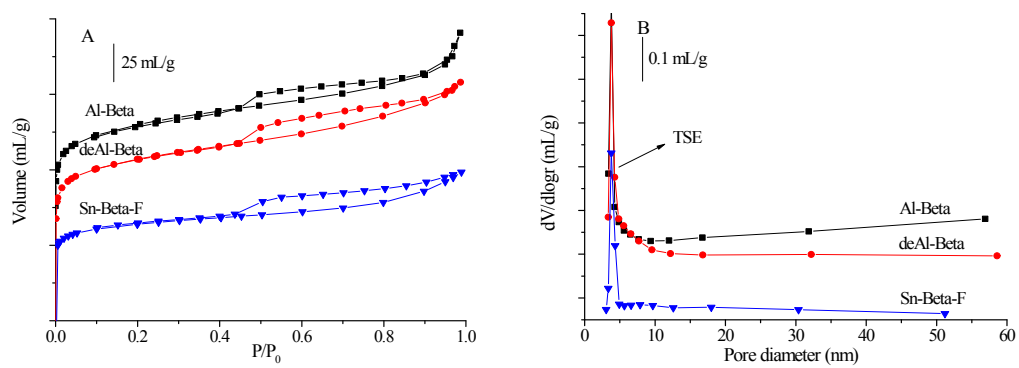 A
25 mL/g
Al-Beta
deAl-Beta
Sn-Beta-F
Volume (mL/g)
0.0 0.2 0.4 0.6 0.8 1.0
P/P₀
B
0.1 mL/g
TSE
Al-Beta
deAl-Beta
Sn-Beta-F
dV/dlogr (mL/g)
0 10 20 30 40 50 60
Pore diameter (nm)